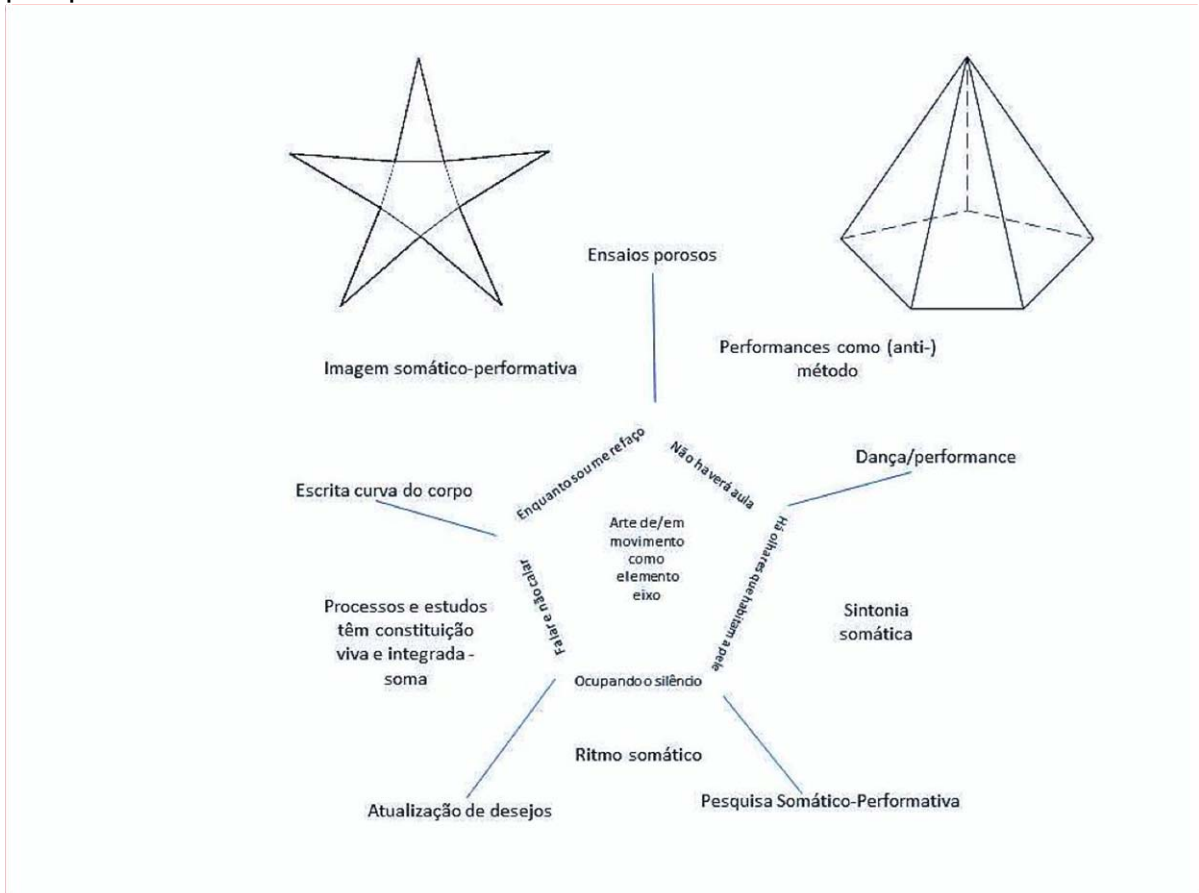 Ensaios porosos
Performances como (anti-)
método
Imagem somático-performativa
Enquanto sou me refaço
Não haverá aula
Dança/performance
Escrita curva do corpo
Arte de/em
movimento
como
elemento
eixo
Há olhares que habitam a pele
Falar e não calar
Processos e estudos
têm constituição
viva e integrada -
soma
Sintonia
somática
Ocupando o silêncio
Ritmo somático
Pesquisa Somático-Performativa
Atualização de desejos